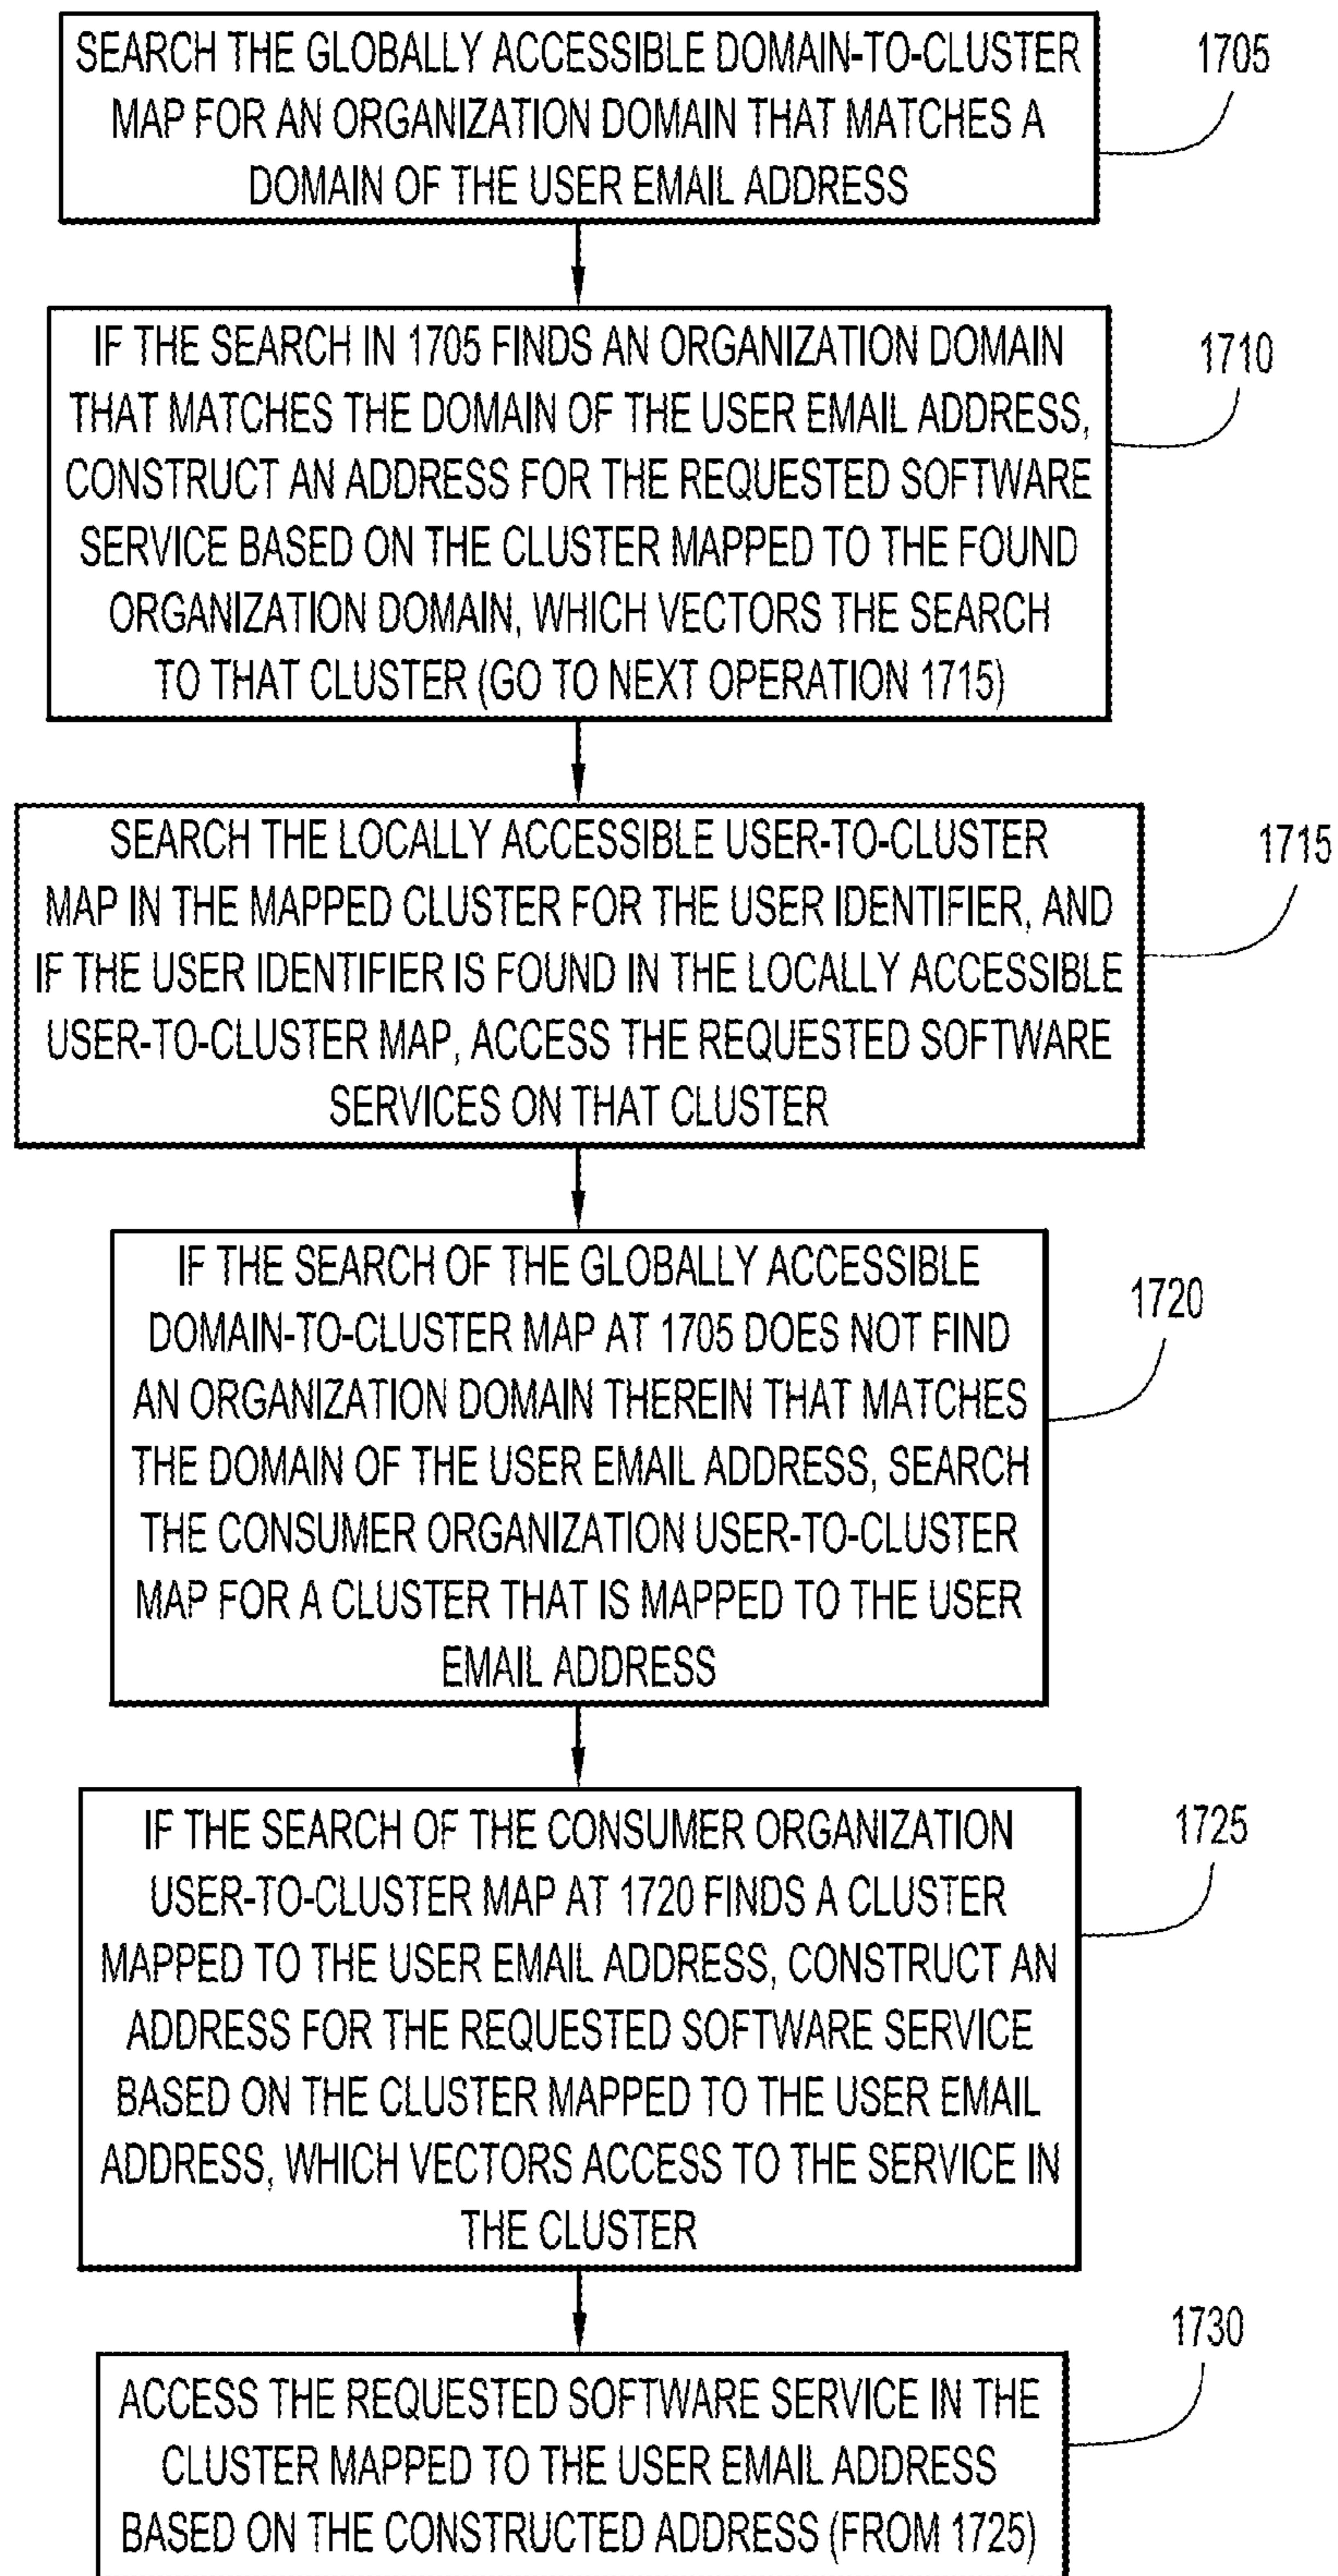 SEARCH THE GLOBALLY ACCESSIBLE DOMAIN-TO-CLUSTER
MAP FOR AN ORGANIZATION DOMAIN THAT MATCHES A
DOMAIN OF THE USER EMAIL ADDRESS
1705
IF THE SEARCH IN 1705 FINDS AN ORGANIZATION DOMAIN
THAT MATCHES THE DOMAIN OF THE USER EMAIL ADDRESS,
CONSTRUCT AN ADDRESS FOR THE REQUESTED SOFTWARE
SERVICE BASED ON THE CLUSTER MAPPED TO THE FOUND
ORGANIZATION DOMAIN, WHICH VECTORS THE SEARCH
TO THAT CLUSTER (GO TO NEXT OPERATION 1715)
1710
SEARCH THE LOCALLY ACCESSIBLE USER-TO-CLUSTER
MAP IN THE MAPPED CLUSTER FOR THE USER IDENTIFIER, AND
IF THE USER IDENTIFIER IS FOUND IN THE LOCALLY ACCESSIBLE
USER-TO-CLUSTER MAP, ACCESS THE REQUESTED SOFTWARE
SERVICES ON THAT CLUSTER
1715
IF THE SEARCH OF THE GLOBALLY ACCESSIBLE
DOMAIN-TO-CLUSTER MAP AT 1705 DOES NOT FIND
AN ORGANIZATION DOMAIN THEREIN THAT MATCHES
THE DOMAIN OF THE USER EMAIL ADDRESS, SEARCH
THE CONSUMER ORGANIZATION USER-TO-CLUSTER
MAP FOR A CLUSTER THAT IS MAPPED TO THE USER
EMAIL ADDRESS
1720
IF THE SEARCH OF THE CONSUMER ORGANIZATION
USER-TO-CLUSTER MAP AT 1720 FINDS A CLUSTER
MAPPED TO THE USER EMAIL ADDRESS, CONSTRUCT AN
ADDRESS FOR THE REQUESTED SOFTWARE SERVICE
BASED ON THE CLUSTER MAPPED TO THE USER EMAIL
ADDRESS, WHICH VECTORS ACCESS TO THE SERVICE IN
THE CLUSTER
1725
ACCESS THE REQUESTED SOFTWARE SERVICE IN THE
CLUSTER MAPPED TO THE USER EMAIL ADDRESS
BASED ON THE CONSTRUCTED ADDRESS (FROM 1725)
1730